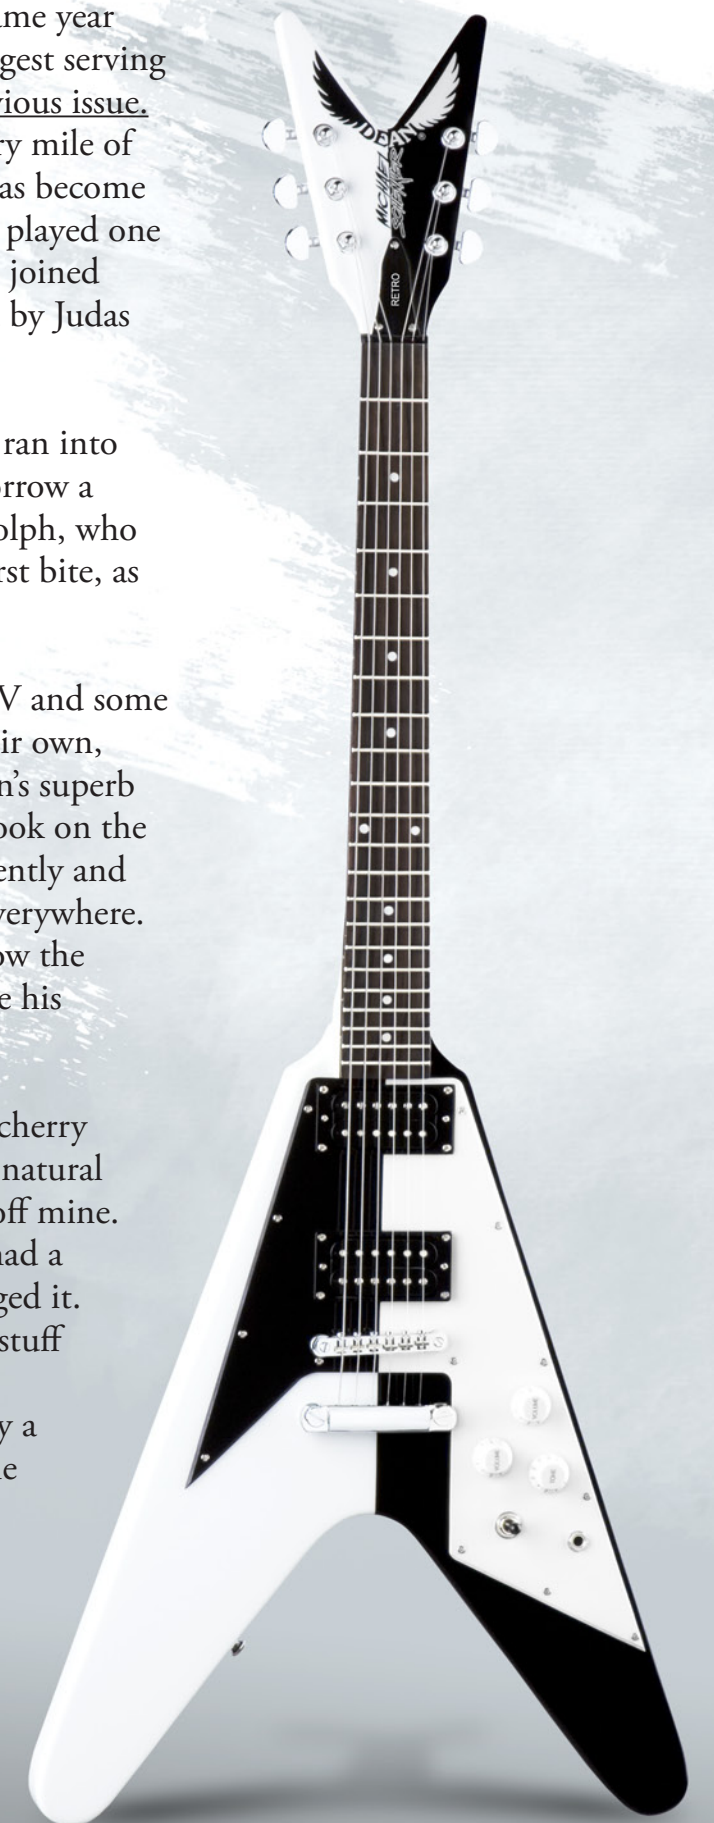 ame year
gest serving
vious issue.
ry mile of
as become
played one
joined
by Judas
ran into
orrow a
olph, who
rst bite, as
V and some
eir own,
n's superb
ook on the
ently and
verywhere.
ow the
e his
cherry
natural
off mine.
had a
ged it.
stuff
y a
e
DEAN
MICHAEL
SCHENKER
RETRO
VOLUME
VOLUME
TONE